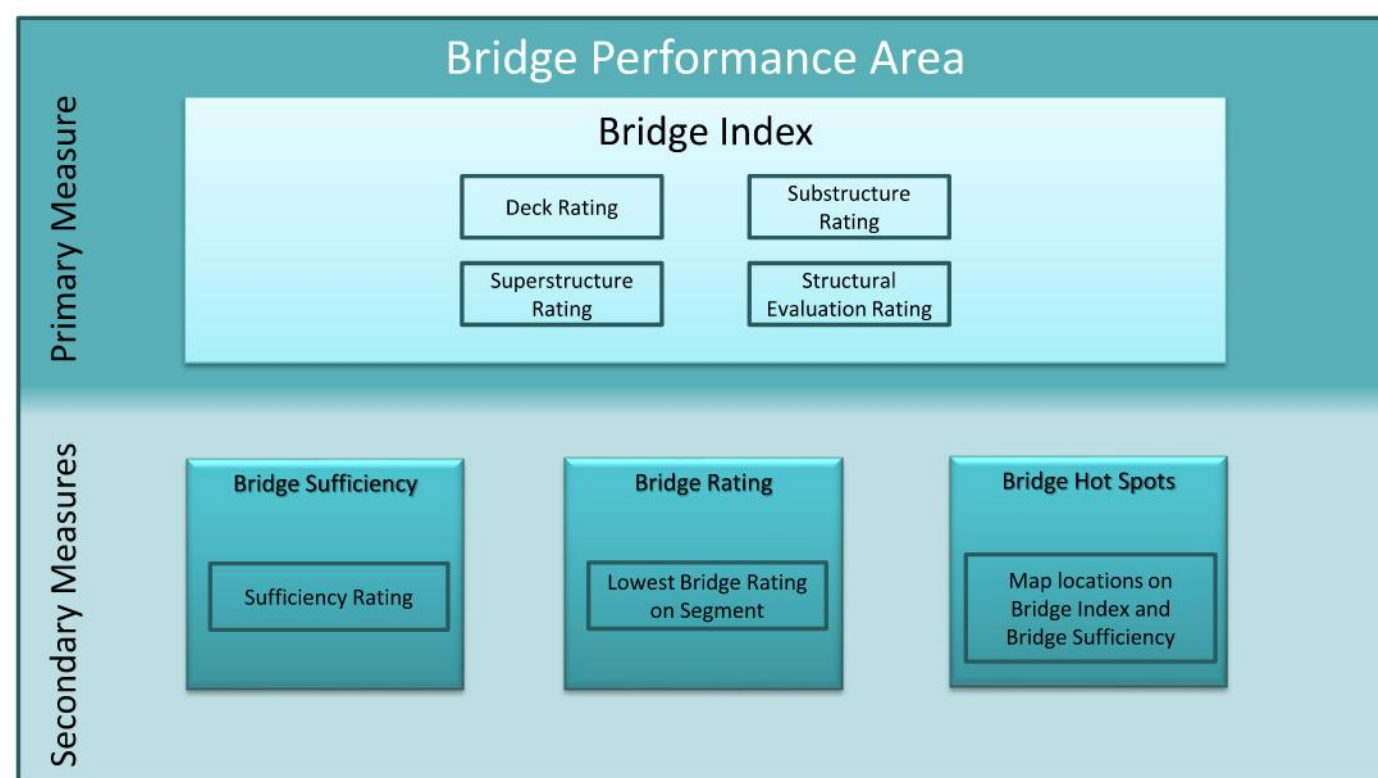 Bridge Performance Area
Primary Measure
Bridge Index
Deck Rating
Substructure
Rating
Superstructure
Rating
Structural
Evaluation Rating
Secondary Measures
Bridge Sufficiency
Sufficiency Rating
Bridge Rating
Lowest Bridge Rating
on Segment
Bridge Hot Spots
Map locations on
Bridge Index and
Bridge Sufficiency